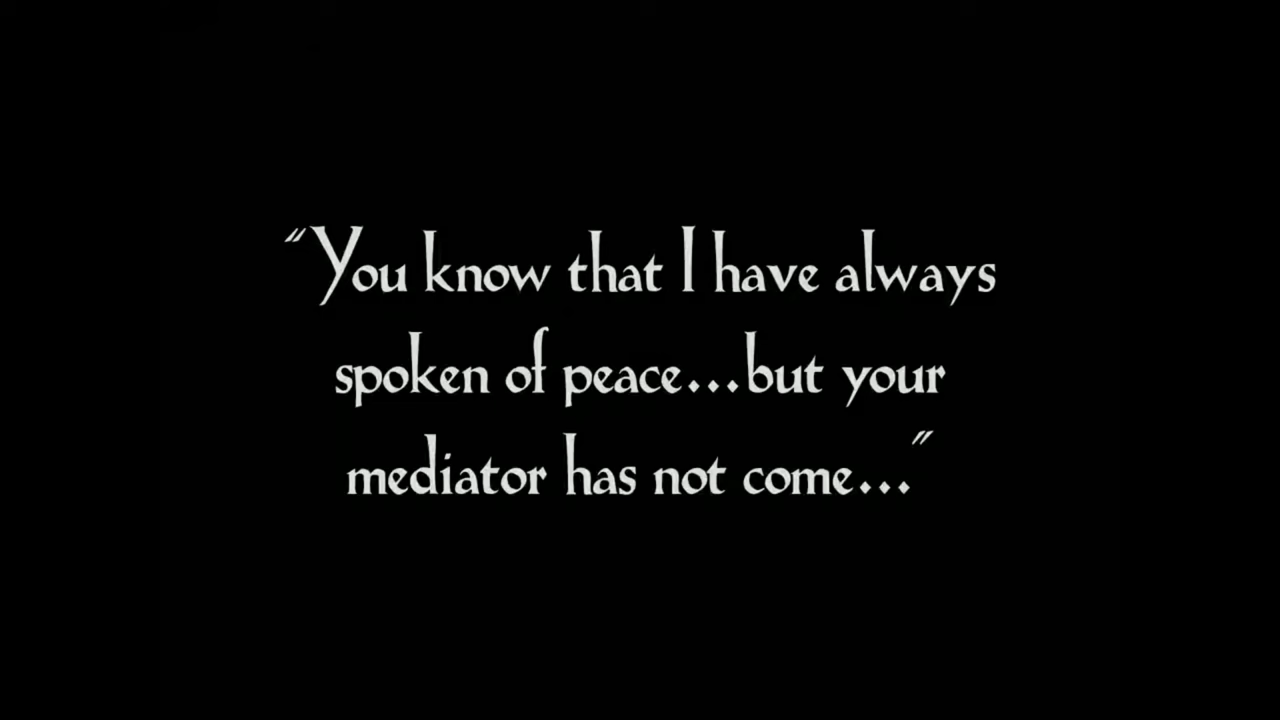 "You know that I have always
spoken of peace...but your
mediator has not come..."